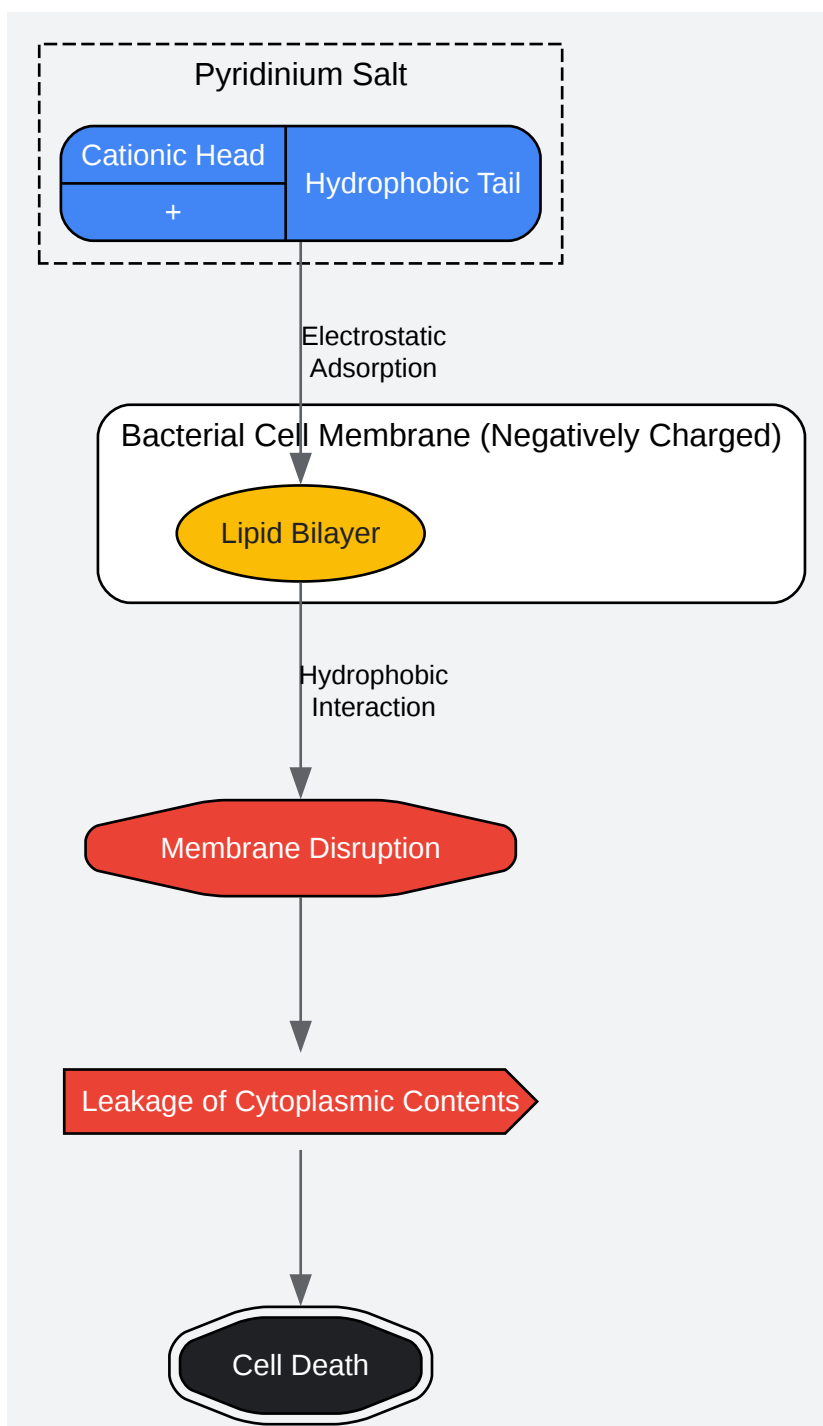 Pyridinium Salt
Cationic Head
+
Hydrophobic Tail
Electrostatic
Adsorption
Bacterial Cell Membrane (Negatively Charged)
Lipid Bilayer
Hydrophobic
Interaction
Membrane Disruption
Leakage of Cytoplasmic Contents
Cell Death